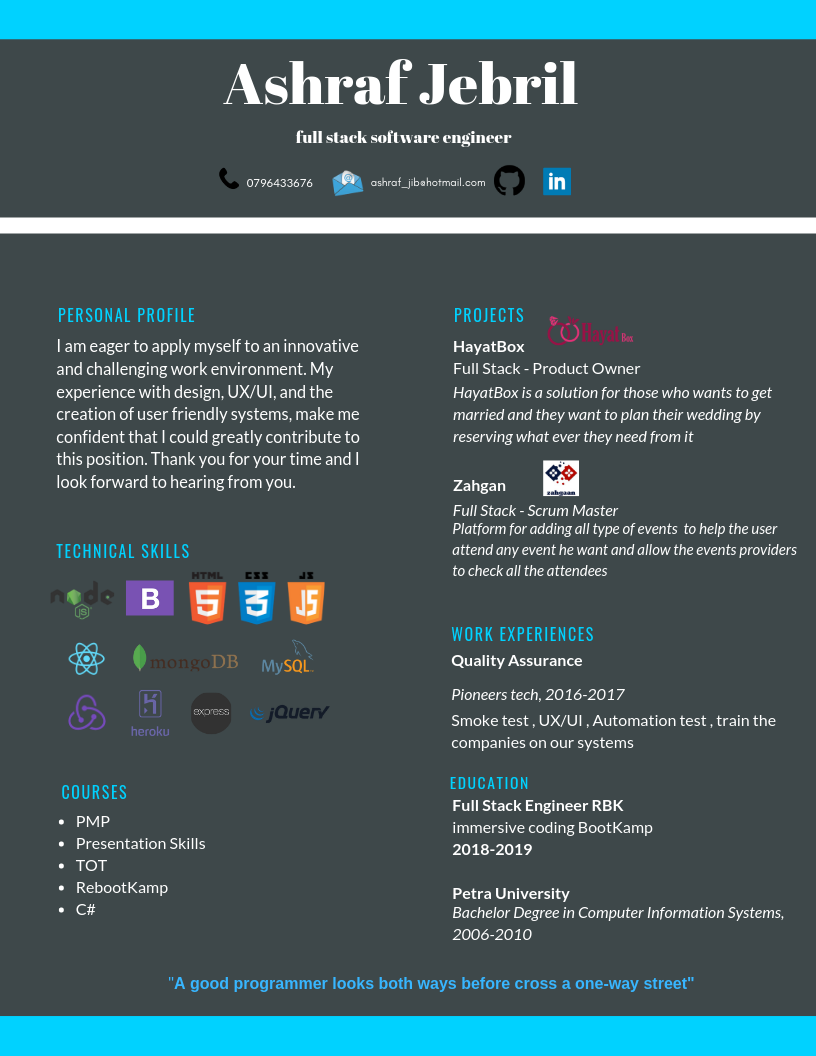 Ashraf Jebril
full stack software engineer
0796433676
ashraf_jib@hotmail.com
in
PERSONAL PROFILE
I am eager to apply myself to an innovative
and challenging work environment. My
experience with design, UX/UI, and the
creation of user friendly systems, make me
confident that I could greatly contribute to
this position. Thank you for your time and I
look forward to hearing from you.
TECHNICAL SKILLS
node
JS
B
HTML
5
CSS
3
JS
JS
mongoDB
MySQL
heroku
express
jQuery
COURSES
• PMP
• Presentation Skills
• TOT
• RebootKamp
• C#
PROJECTS
Hayat Box
HayatBox
Full Stack - Product Owner
HayatBox is a solution for those who wants to get
married and they want to plan their wedding by
reserving what ever they need from it
Zahgan
zahgaan
Full Stack - Scrum Master
Platform for adding all type of events to help the user
attend any event he want and allow the events providers
to check all the attendees
WORK EXPERIENCES
Quality Assurance
Pioneers tech, 2016-2017
Smoke test , UX/UI , Automation test , train the
companies on our systems
EDUCATION
Full Stack Engineer RBK
immersive coding BootKamp
2018-2019
Petra University
Bachelor Degree in Computer Information Systems,
2006-2010
"A good programmer looks both ways before cross a one-way street"